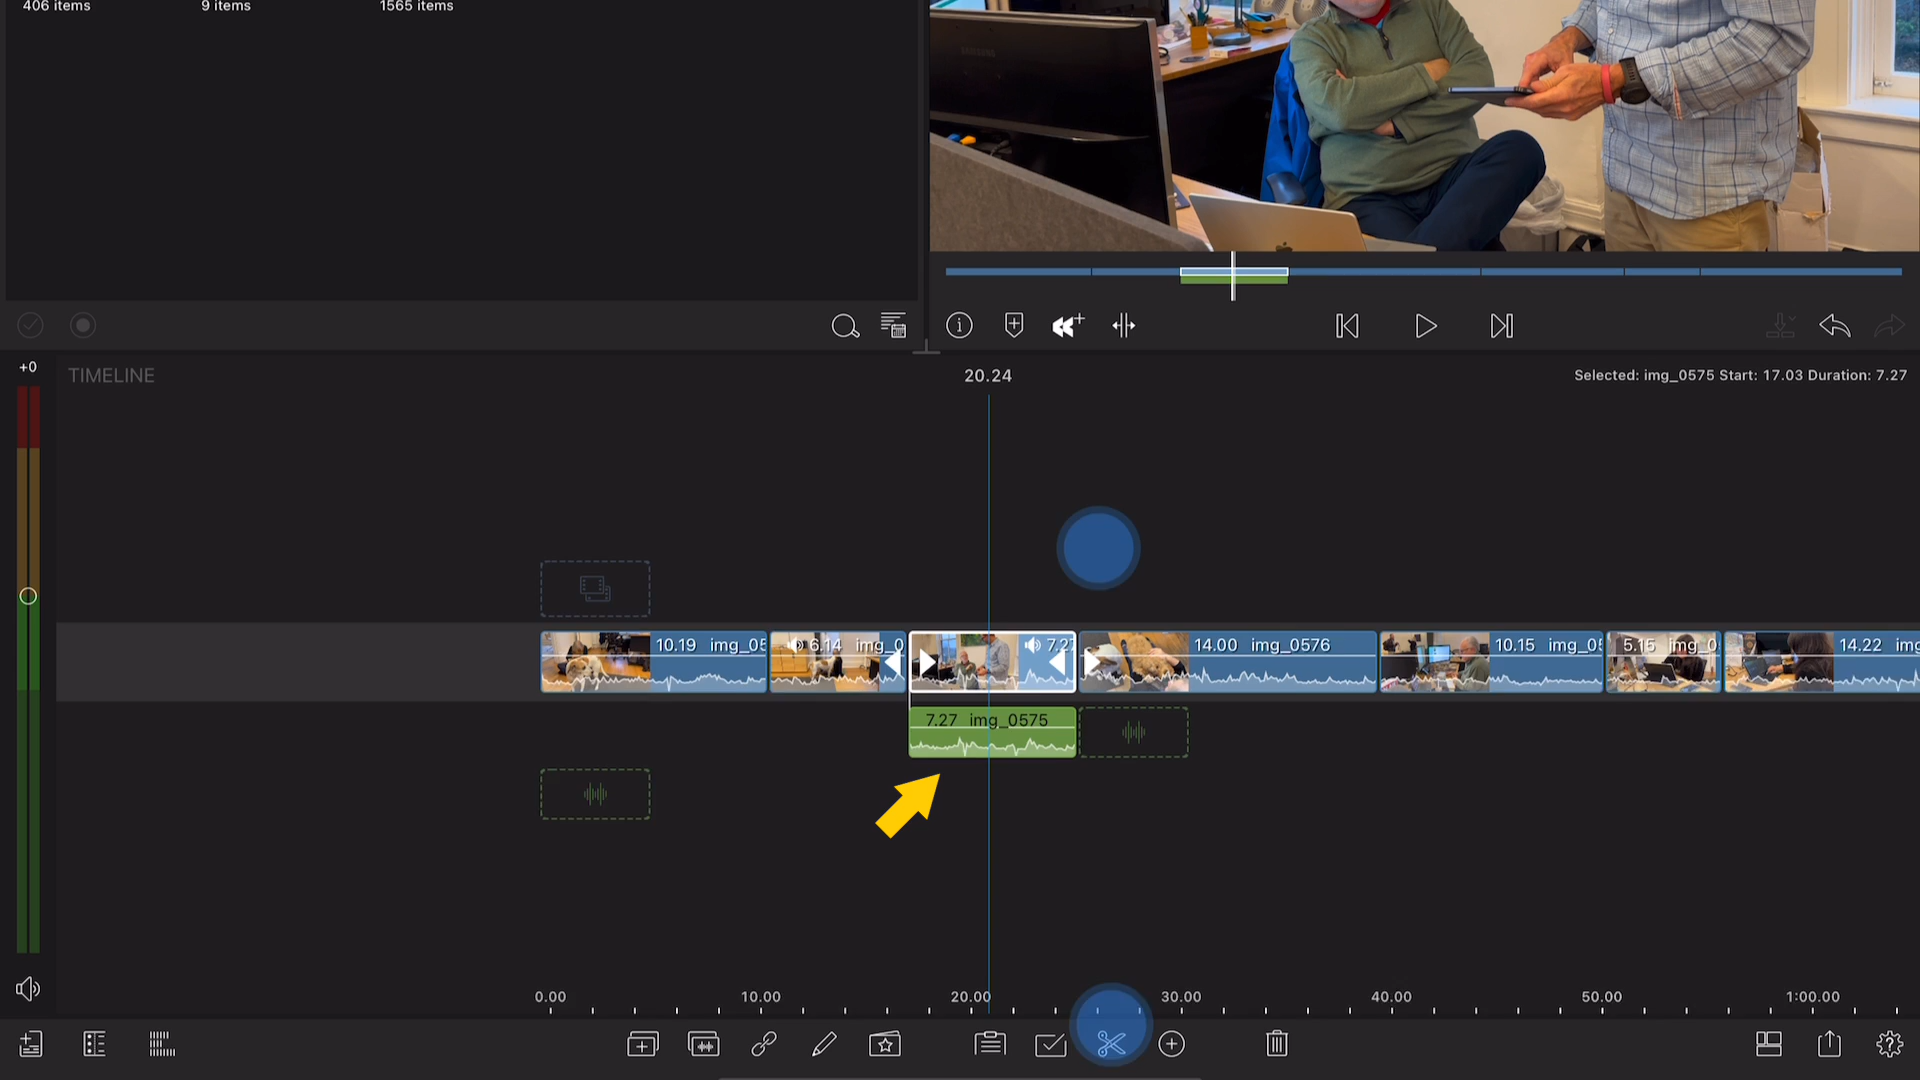 406 items 9 items 1565 items
SAMSUNG
+0
TIMELINE
20.24
Selected: img_0575 Start: 17.03 Duration: 7.27
10.19 img_05
6.14 img_0
7.27
14.00 img_0576
10.15 img_05
5.15 img_0
14.22 img
7.27 img_0575
0.00 10.00 20.00 30.00 40.00 50.00 1:00.00